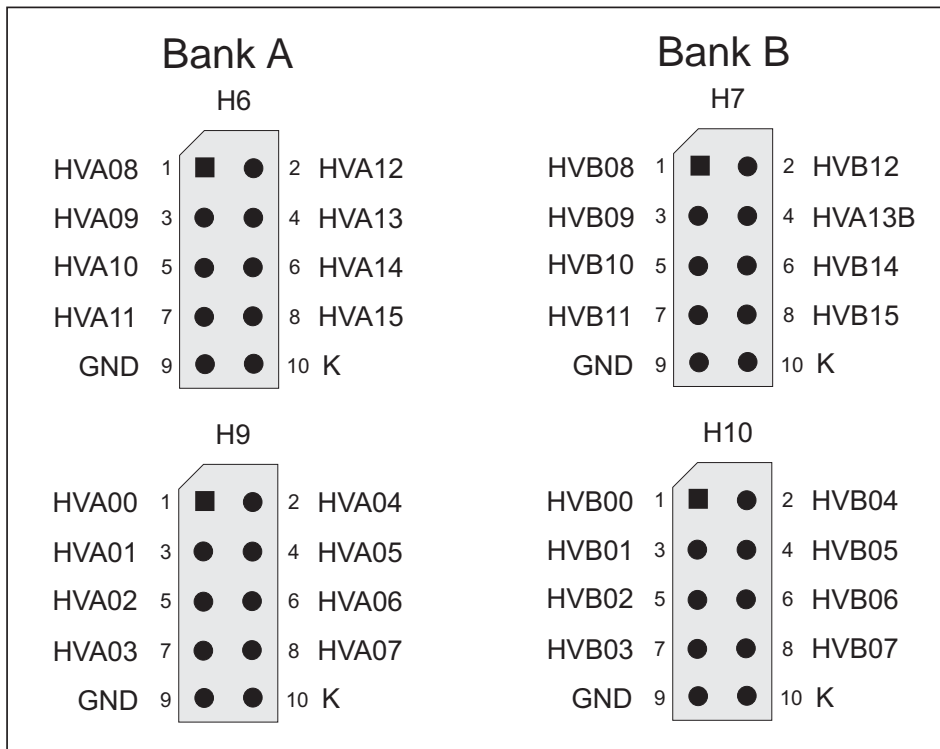 Bank A Bank B
H6 H7
HVA08 1 2 HVA12 HVB08 1 2 HVB12
HVA09 3 4 HVA13 HVB09 3 4 HVA13B
HVA10 5 6 HVA14 HVB10 5 6 HVB14
HVA11 7 8 HVA15 HVB11 7 8 HVB15
GND 9 10 K GND 9 10 K
H9 H10
HVA00 1 2 HVA04 HVB00 1 2 HVB04
HVA01 3 4 HVA05 HVB01 3 4 HVB05
HVA02 5 6 HVA06 HVB02 5 6 HVB06
HVA03 7 8 HVA07 HVB03 7 8 HVB07
GND 9 10 K GND 9 10 K